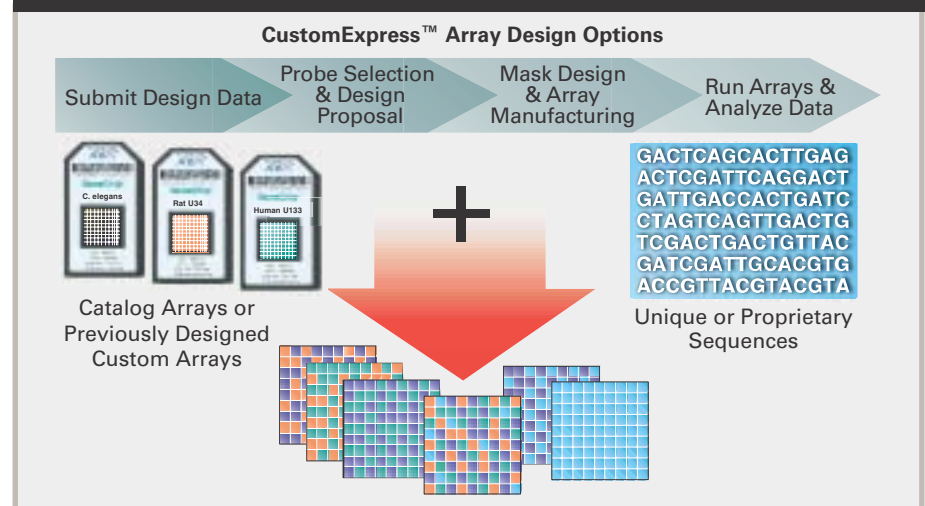 CustomExpress™ Array Design Options
Submit Design Data
Probe Selection
& Design
Proposal
Mask Design
& Array
Manufacturing
Run Arrays &
Analyze Data
C. elegans
Rat U34
Human U133
+
GACTCAGCACTTGAG
ACTCGATTCAGGACT
GATTGACCACTGATC
CTAGTCAGTTGACTG
TCGACTGACTGTTAC
GATCGATTGCACGTG
ACCGTTACGTACGTA
Catalog Arrays or
Previously Designed
Custom Arrays
Unique or Proprietary
Sequences